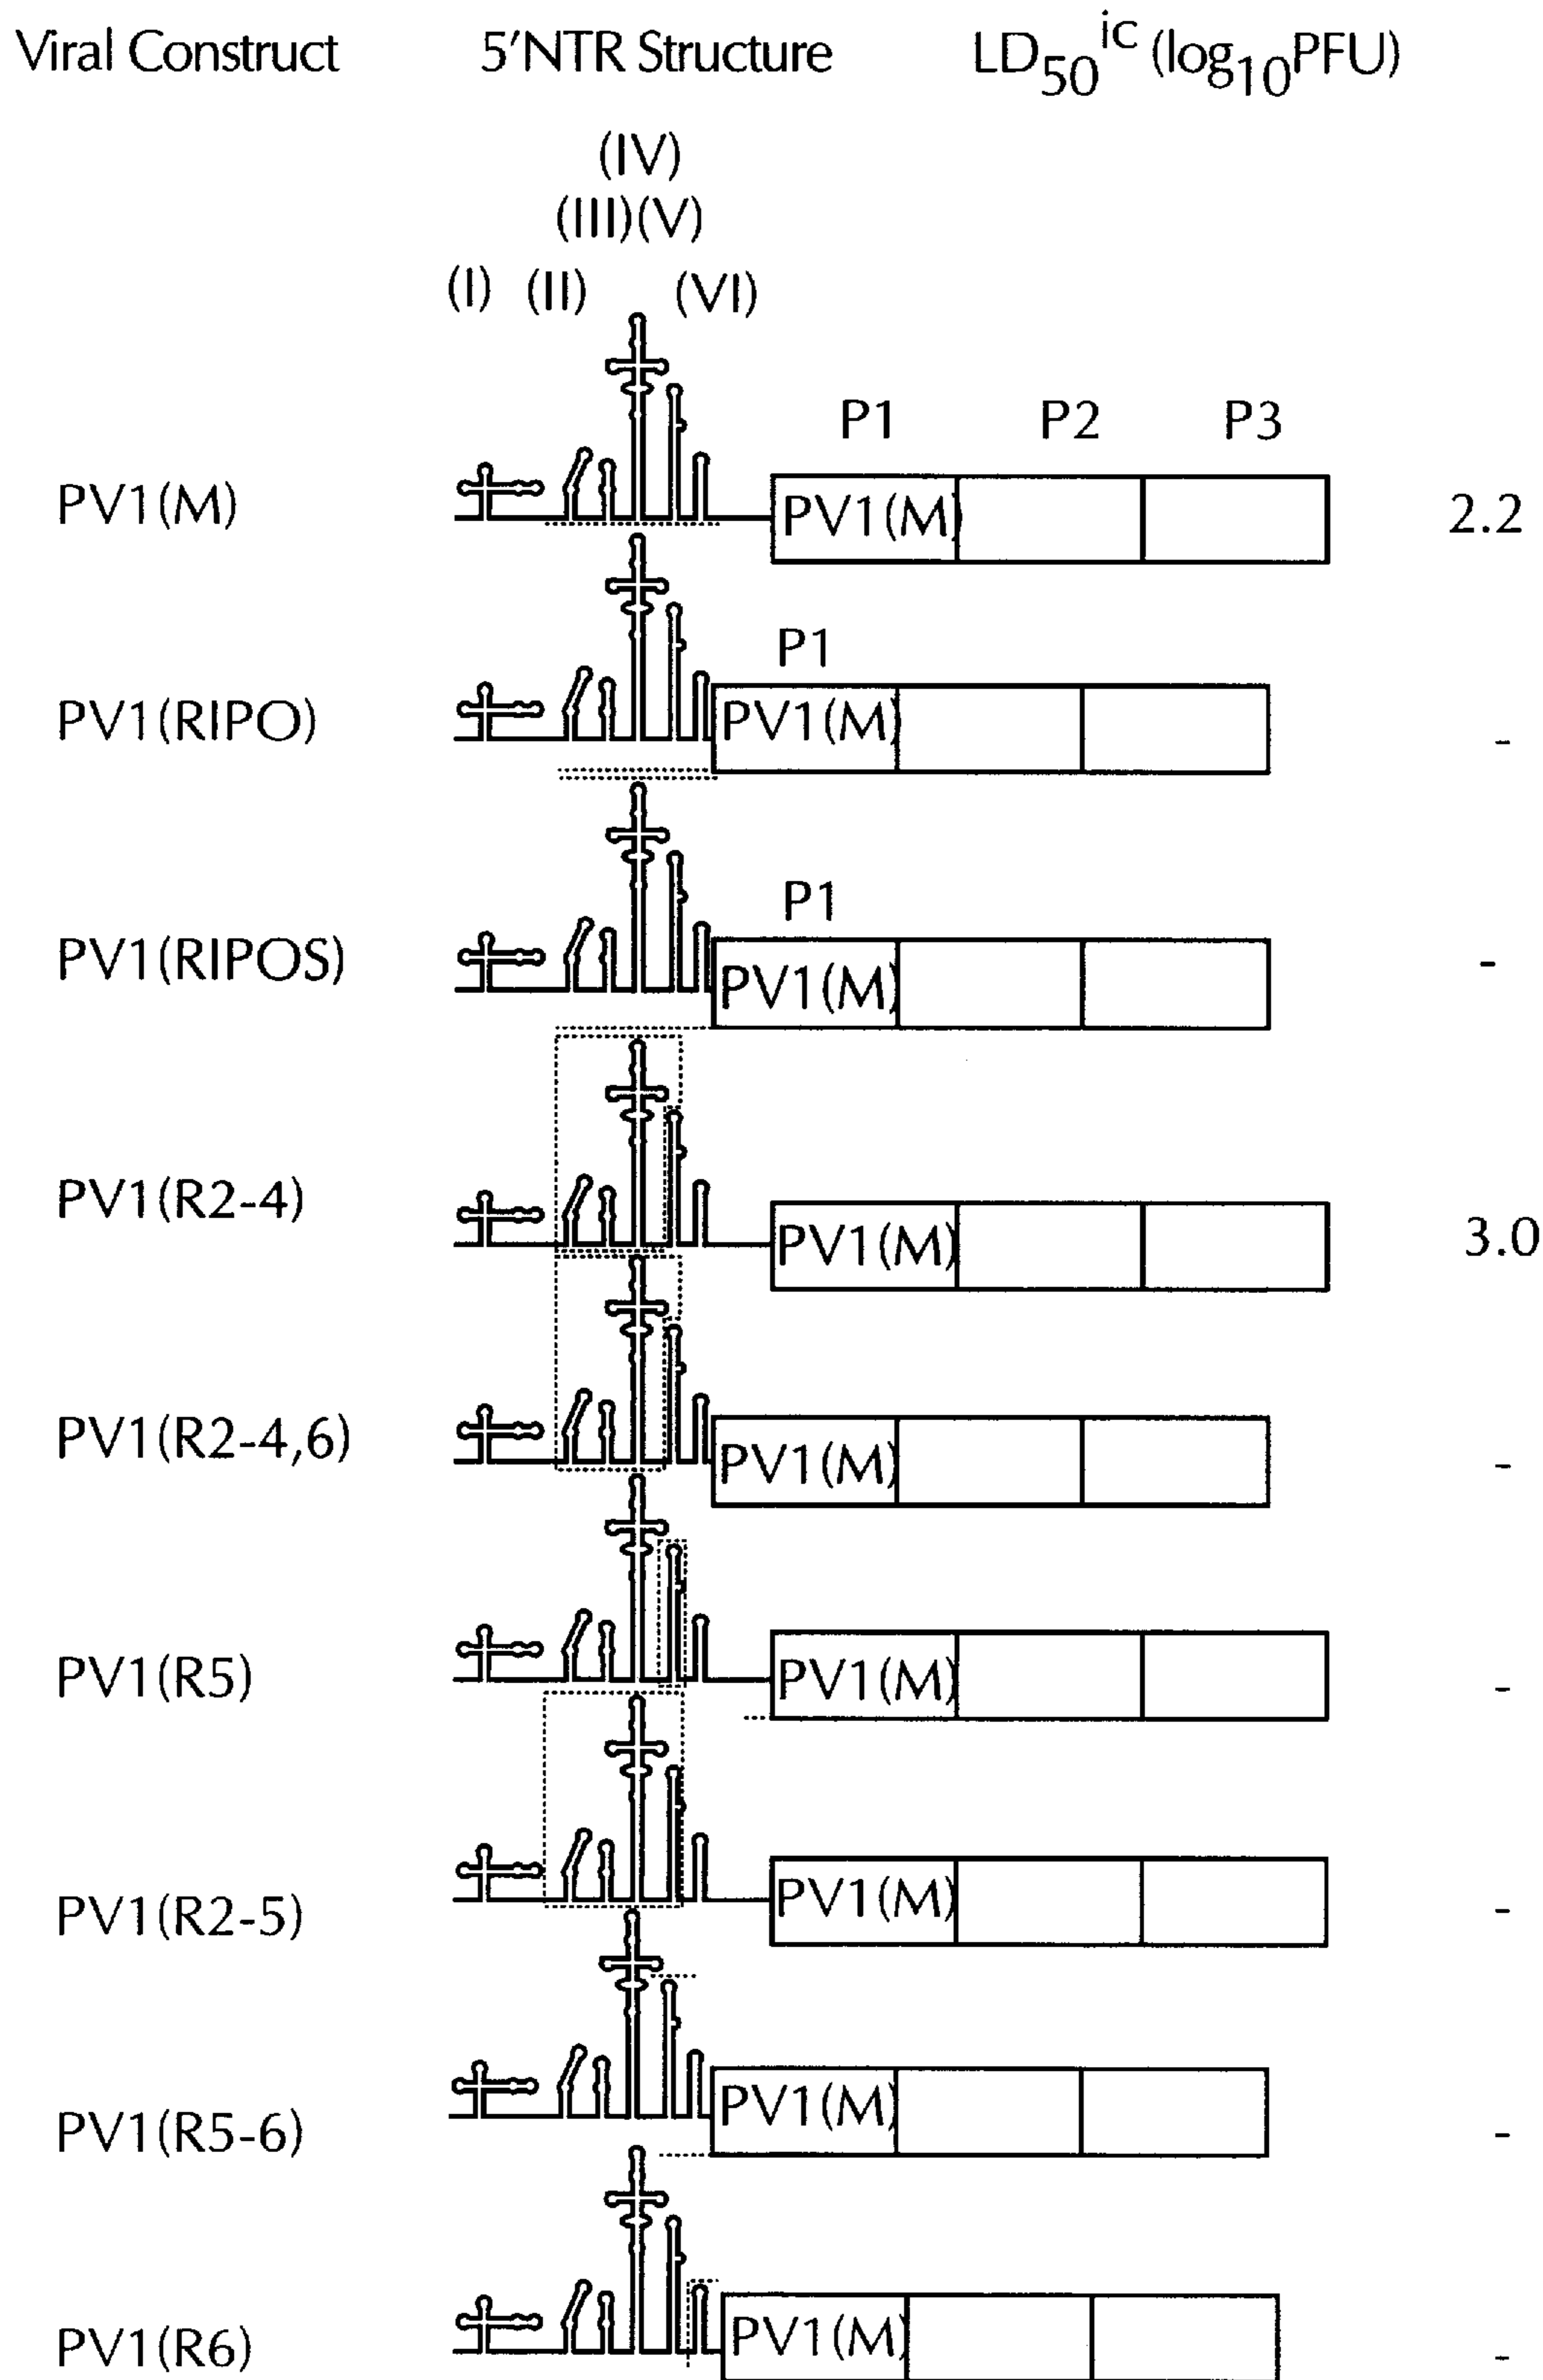 Viral Construct 5'NTR Structure LD50ic (log10PFU)
(IV)
(III)(V)
(I) (II) (VI)
P1 P2 P3
PV1(M) PV1(M) 2.2
P1
PV1(RIPO) PV1(M) -
P1
PV1(RIPOS) PV1(M) -
PV1(R2-4) PV1(M) 3.0
PV1(R2-4,6) PV1(M) -
PV1(R5) PV1(M) -
PV1(R2-5) PV1(M) -
PV1(R5-6) PV1(M) -
PV1(R6) PV1(M) -